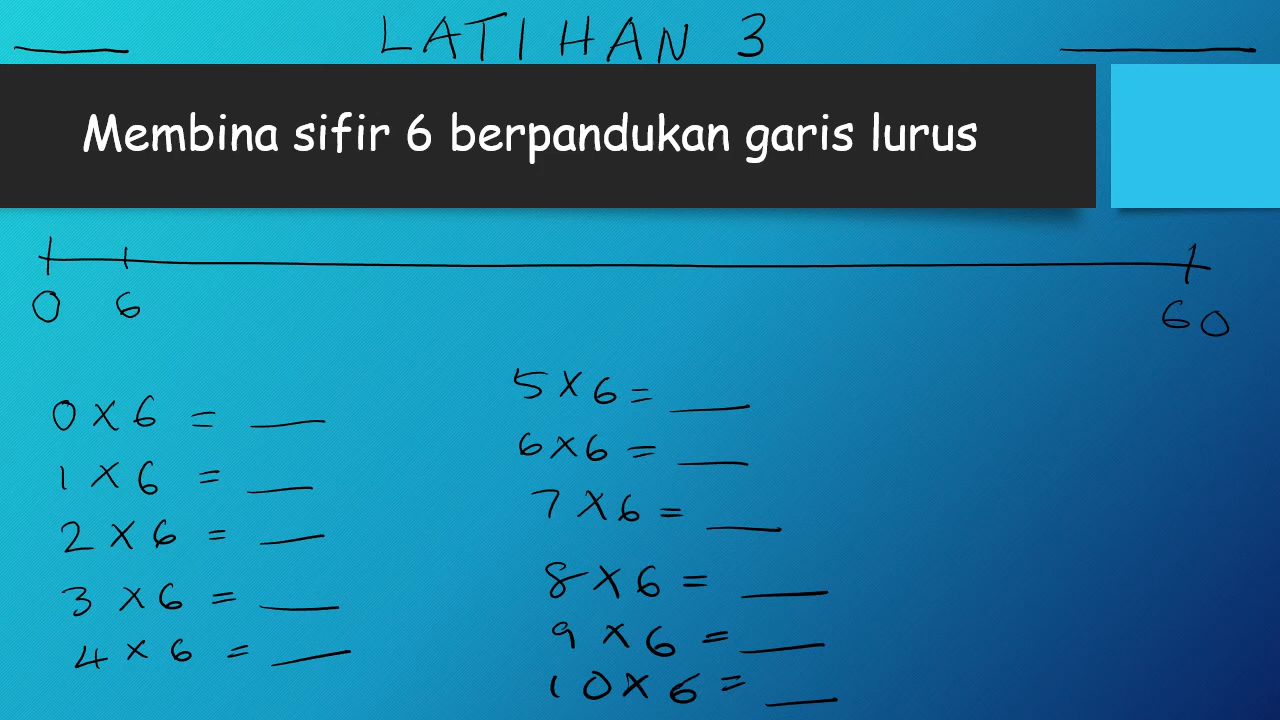 LATIHAN 3
Membina sifir 6 berpandukan garis lurus
0 6 60
0 × 6 = ___
1 × 6 = ___
2 × 6 = ___
3 × 6 = ___
4 × 6 = ___
5 × 6 = ___
6 × 6 = ___
7 × 6 = ___
8 × 6 = ___
9 × 6 = ___
10 × 6 = ___